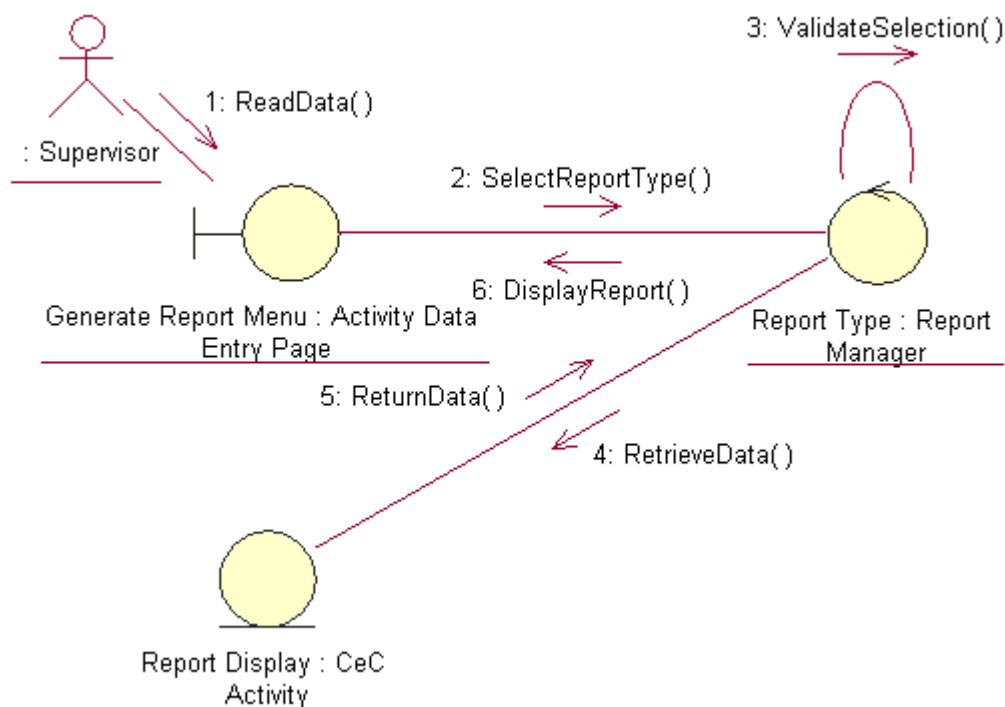 3: ValidateSelection()
1: ReadData()
: Supervisor
2: SelectReportType()
6: DisplayReport()
Generate Report Menu : Activity Data
Entry Page
Report Type : Report
Manager
5: ReturnData()
4: RetrieveData()
Report Display : CeC
Activity